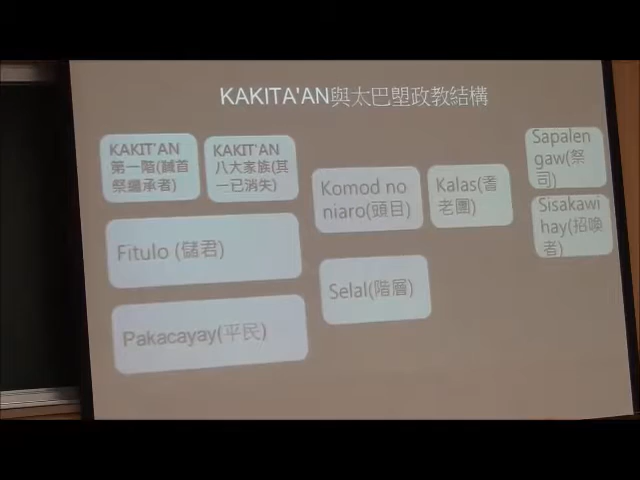 KAKITA'AN與太巴塱政教結構
KAKIT'AN
第一階(馘首
祭繼承者)
KAKIT'AN
八大家族(其
一已消失)
Komod no
niaro(頭目)
Kalas(耆
老團)
Sapalen
gaw(祭
司)
Sisakawi
hay(招喚
者)
Fitulo (儲君)
Selal(階層)
Pakacayay(平民)